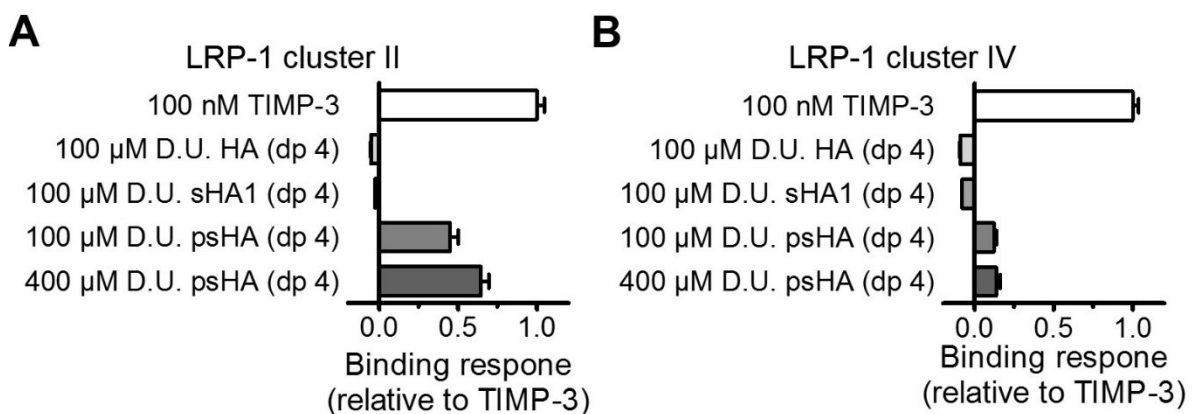 A
LRP-1 cluster II
100 nM TIMP-3
100 µM D.U. HA (dp 4)
100 µM D.U. sHA1 (dp 4)
100 µM D.U. psHA (dp 4)
400 µM D.U. psHA (dp 4)
0.0 0.5 1.0
Binding respone
(relative to TIMP-3)
B
LRP-1 cluster IV
100 nM TIMP-3
100 µM D.U. HA (dp 4)
100 µM D.U. sHA1 (dp 4)
100 µM D.U. psHA (dp 4)
400 µM D.U. psHA (dp 4)
0.0 0.5 1.0
Binding respone
(relative to TIMP-3)